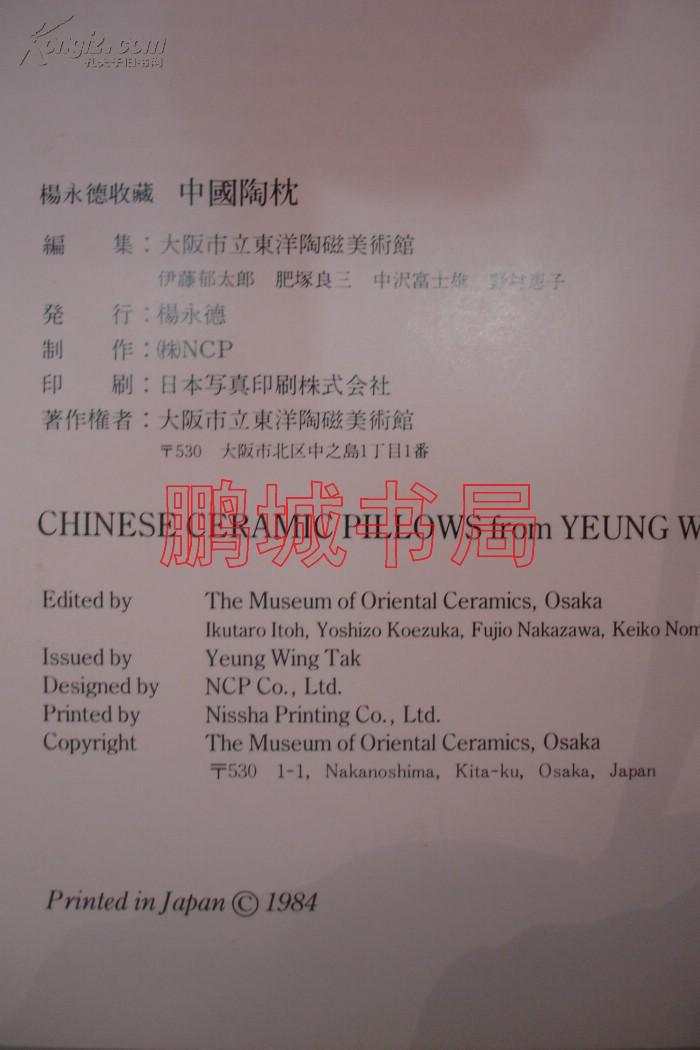 Kongfz.com
孔夫子旧书网
楊永德收藏 中國陶枕
編 集：大阪市立東洋陶磁美術館
伊藤郁太郎 肥塚良三 中沢富士雄 野村恵子
発 行：楊永德
制 作：㈱NCP
印 刷：日本写真印刷株式会社
著作権者：大阪市立東洋陶磁美術館
〒530 大阪市北区中之島1丁目1番
鹏城书局
CHINESE CERAMIC PILLOWS from YEUNG W
Edited by The Museum of Oriental Ceramics, Osaka
Ikutaro Itoh, Yoshizo Koezuka, Fujio Nakazawa, Keiko Nom
Issued by Yeung Wing Tak
Designed by NCP Co., Ltd.
Printed by Nissha Printing Co., Ltd.
Copyright The Museum of Oriental Ceramics, Osaka
〒530 1-1, Nakanoshima, Kita-ku, Osaka, Japan
Printed in Japan © 1984